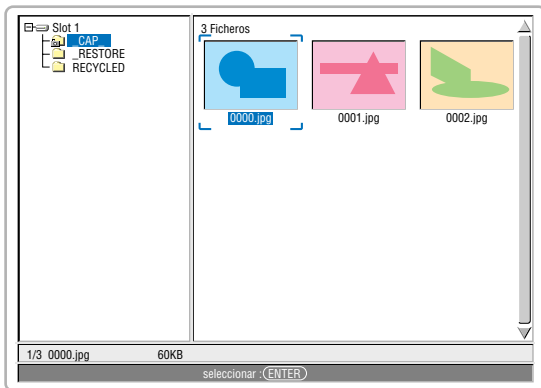 Slot 1
_CAP_
_RESTORE
RECYCLED
3 Ficheros
0000.jpg
0001.jpg
0002.jpg
1/3 0000.jpg 60KB
seleccionar :(ENTER)